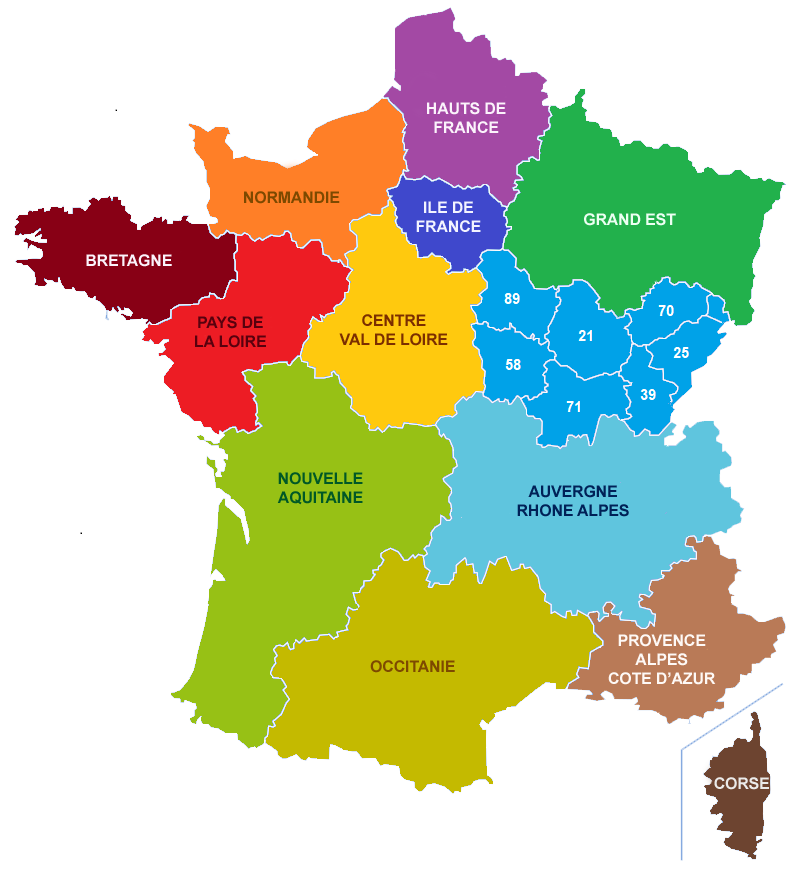 HAUTS DE
FRANCE
NORMANDIE
ILE DE
FRANCE
GRAND EST
BRETAGNE
PAYS DE
LA LOIRE
CENTRE
VAL DE LOIRE
89
70
21
25
58
39
71
NOUVELLE
AQUITAINE
AUVERGNE
RHONE ALPES
OCCITANIE
PROVENCE
ALPES
COTE D'AZUR
CORSE